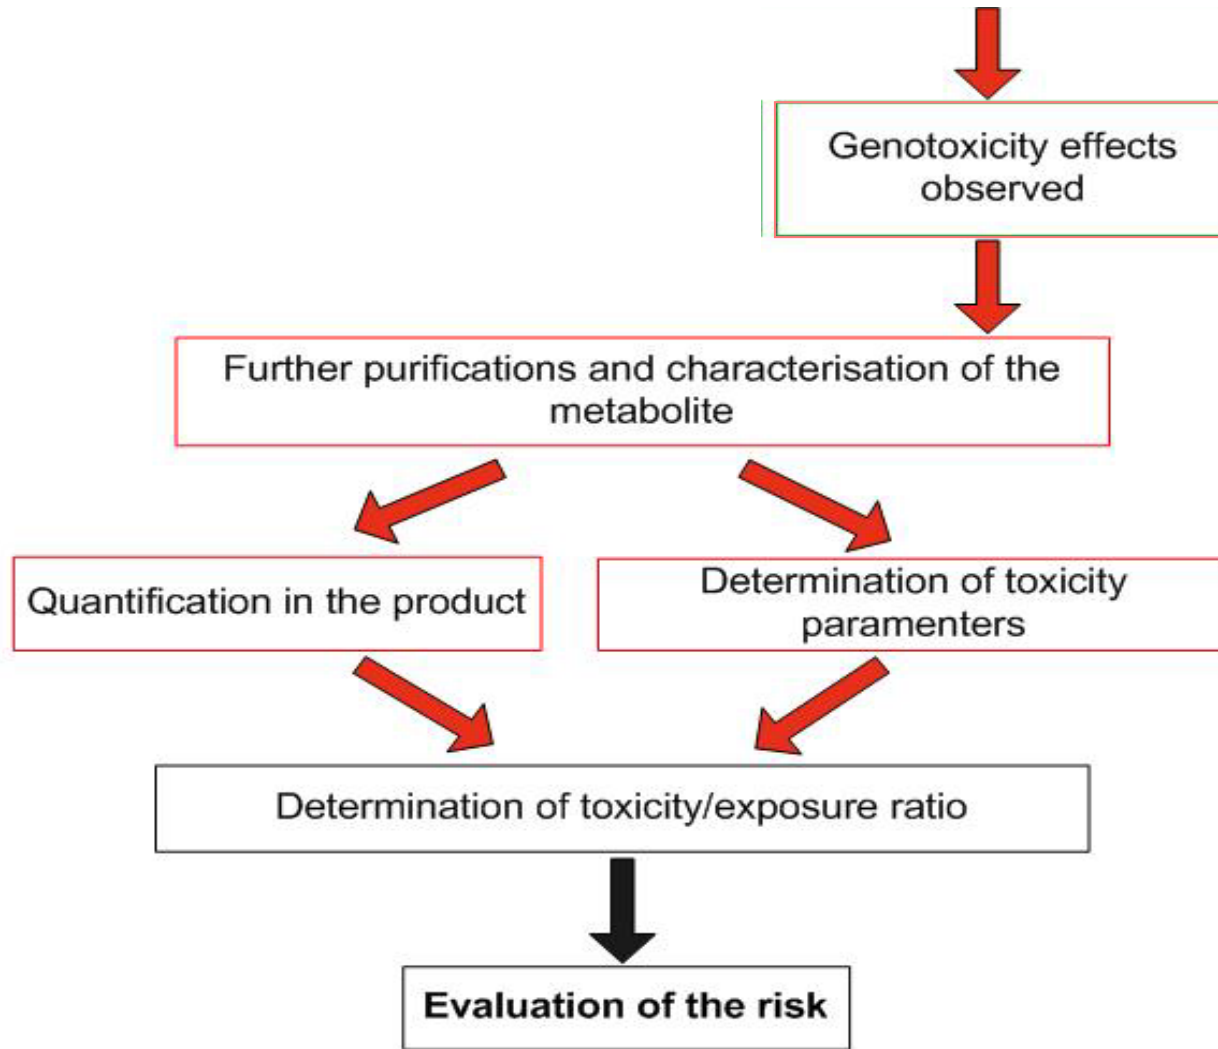 Genotoxicity effects
observed
Further purifications and characterisation of the
metabolite
Quantification in the product
Determination of toxicity
paramenters
Determination of toxicity/exposure ratio
Evaluation of the risk